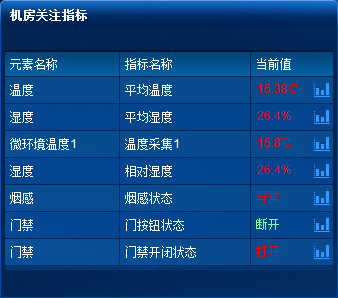 机房关注指标
元素名称 指标名称 当前值
温度 平均温度 15.38℃
湿度 平均湿度 26.4%
微环境温度1 温度采集1 15.8℃
湿度 相对湿度 26.4%
烟感 烟感状态 异常
门禁 门按钮状态 断开
门禁 门禁开闭状态 打开